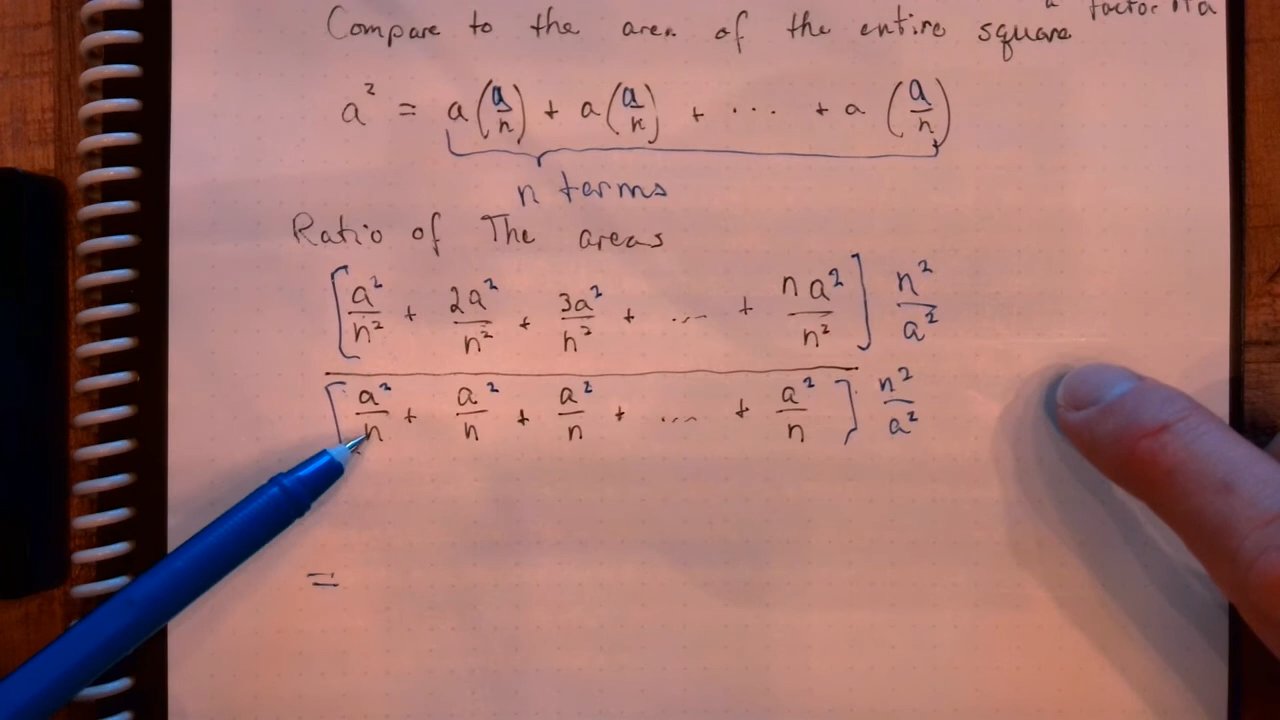 a factor
Compare to the area of the entire square
a² = a(a/n) + a(a/n) + ... + a(a/n)
n terms
Ratio of The areas
[a²/n² + 2a²/n² + 3a²/n² + ... + na²/n²] n²/a²
[a²/n + a²/n + a²/n + .... + a²/n] n²/a²
=